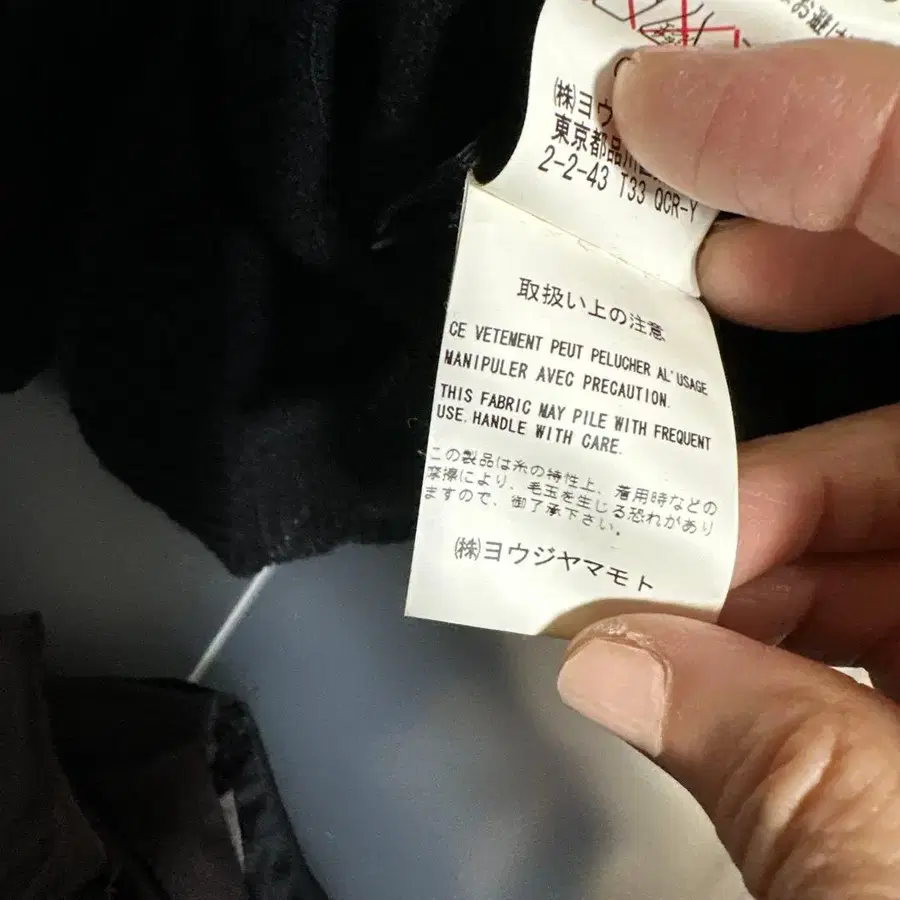 お避け
㈱ヨウ
東京都品川
2-2-43 T33 QCR-Y
取扱い上の注意
CE VETEMENT PEUT PELUCHER AL'USAGE
MANIPULER AVEC PRECAUTION.
THIS FABRIC MAY PILE WITH FREQUENT
USE. HANDLE WITH CARE.
この製品は糸の特性上、着用時などの
摩擦により、毛玉を生じる恐れがあり
ますので、御了承下さい。
㈱ヨウジヤマモト